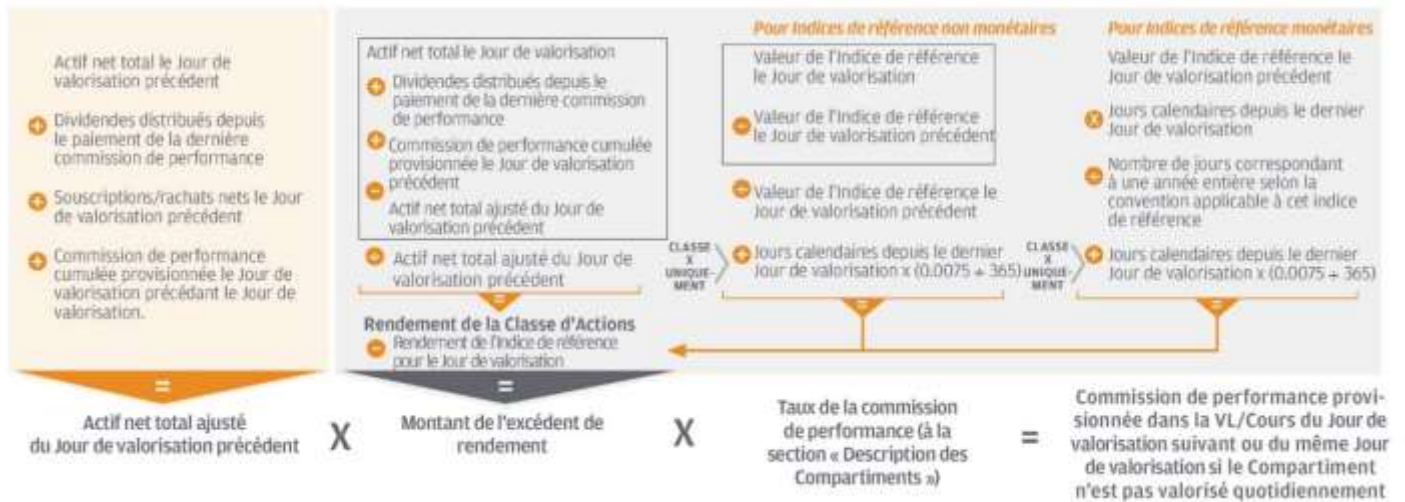 Actif net total le Jour de
valorisation précédent
+ Dividendes distribués depuis
le paiement de la dernière
commission de performance
+ Souscriptions/rachats nets le Jour
de valorisation précédent
+ Commission de performance
cumulée provisionnée le Jour de
valorisation précédant le Jour de
valorisation.
=
Actif net total ajusté
du Jour de valorisation précédent
X
Actif net total le Jour de valorisation
+ Dividendes distribués depuis le
paiement de la dernière commission
de performance
+ Commission de performance cumulée
provisionnée le Jour de valorisation
précédent
− Actif net total ajusté du Jour de
valorisation précédent
÷ Actif net total ajusté du Jour de
valorisation précédent
=
Rendement de la Classe d'Actions
− Rendement de l'Indice de référence
pour le Jour de valorisation
=
Montant de l'excédent de
rendement
Pour Indices de référence non monétaires
Valeur de l'Indice de référence
le Jour de valorisation
− Valeur de l'Indice de référence
le Jour de valorisation précédent
÷ Valeur de l'Indice de référence le
Jour de valorisation précédent
CLASSE
X
UNIQUE-
MENT
+ Jours calendaires depuis le dernier
Jour de valorisation x (0.0075 ÷ 365)
=
Pour Indices de référence monétaires
Valeur de l'Indice de référence le
Jour de valorisation précédent
X Jours calendaires depuis le dernier
Jour de valorisation
÷ Nombre de jours correspondant
à une année entière selon la
convention applicable à cet indice
de référence
CLASSE
X
UNIQUE-
MENT
+ Jours calendaires depuis le dernier
Jour de valorisation x (0.0075 ÷ 365)
=
X
Taux de la commission
de performance (à la
section « Description des
Compartiments »)
=
Commission de performance provi-
sionnée dans la VL/Cours du Jour de
valorisation suivant ou du même Jour
de valorisation si le Compartiment
n'est pas valorisé quotidiennement